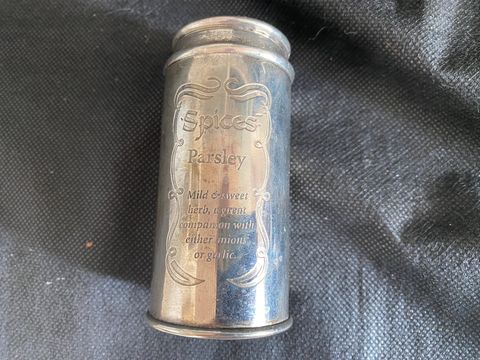 Spices
Parsley
Mild & sweet
herb, a great
companion with
either onions
or garlic.